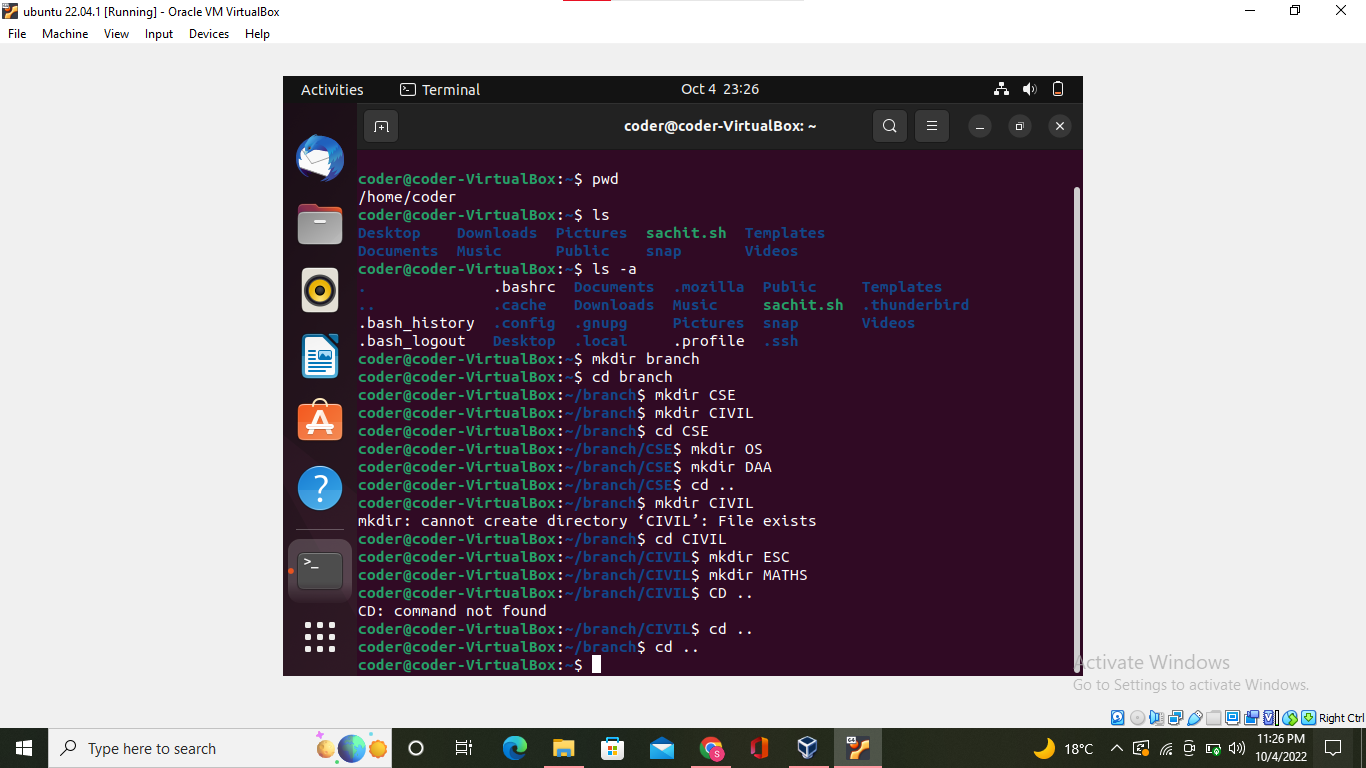 ubuntu 22.04.1 [Running] - Oracle VM VirtualBox
File Machine View Input Devices Help
Activities Terminal Oct 4 23:26
coder@coder-VirtualBox: ~
coder@coder-VirtualBox:~$ pwd
/home/coder
coder@coder-VirtualBox:~$ ls
Desktop Downloads Pictures sachit.sh Templates
Documents Music Public snap Videos
coder@coder-VirtualBox:~$ ls -a
. .bashrc Documents .mozilla Public Templates
.. .cache Downloads Music sachit.sh .thunderbird
.bash_history .config .gnupg Pictures snap Videos
.bash_logout Desktop .local .profile .ssh
coder@coder-VirtualBox:~$ mkdir branch
coder@coder-VirtualBox:~$ cd branch
coder@coder-VirtualBox:~/branch$ mkdir CSE
coder@coder-VirtualBox:~/branch$ mkdir CIVIL
coder@coder-VirtualBox:~/branch$ cd CSE
coder@coder-VirtualBox:~/branch/CSE$ mkdir OS
coder@coder-VirtualBox:~/branch/CSE$ mkdir DAA
coder@coder-VirtualBox:~/branch/CSE$ cd ..
coder@coder-VirtualBox:~/branch$ mkdir CIVIL
mkdir: cannot create directory ‘CIVIL’: File exists
coder@coder-VirtualBox:~/branch$ cd CIVIL
coder@coder-VirtualBox:~/branch/CIVIL$ mkdir ESC
coder@coder-VirtualBox:~/branch/CIVIL$ mkdir MATHS
coder@coder-VirtualBox:~/branch/CIVIL$ CD ..
CD: command not found
coder@coder-VirtualBox:~/branch/CIVIL$ cd ..
coder@coder-VirtualBox:~/branch$ cd ..
coder@coder-VirtualBox:~$
Activate Windows
Go to Settings to activate Windows.
Right Ctrl
Type here to search
18°C
11:26 PM
10/4/2022